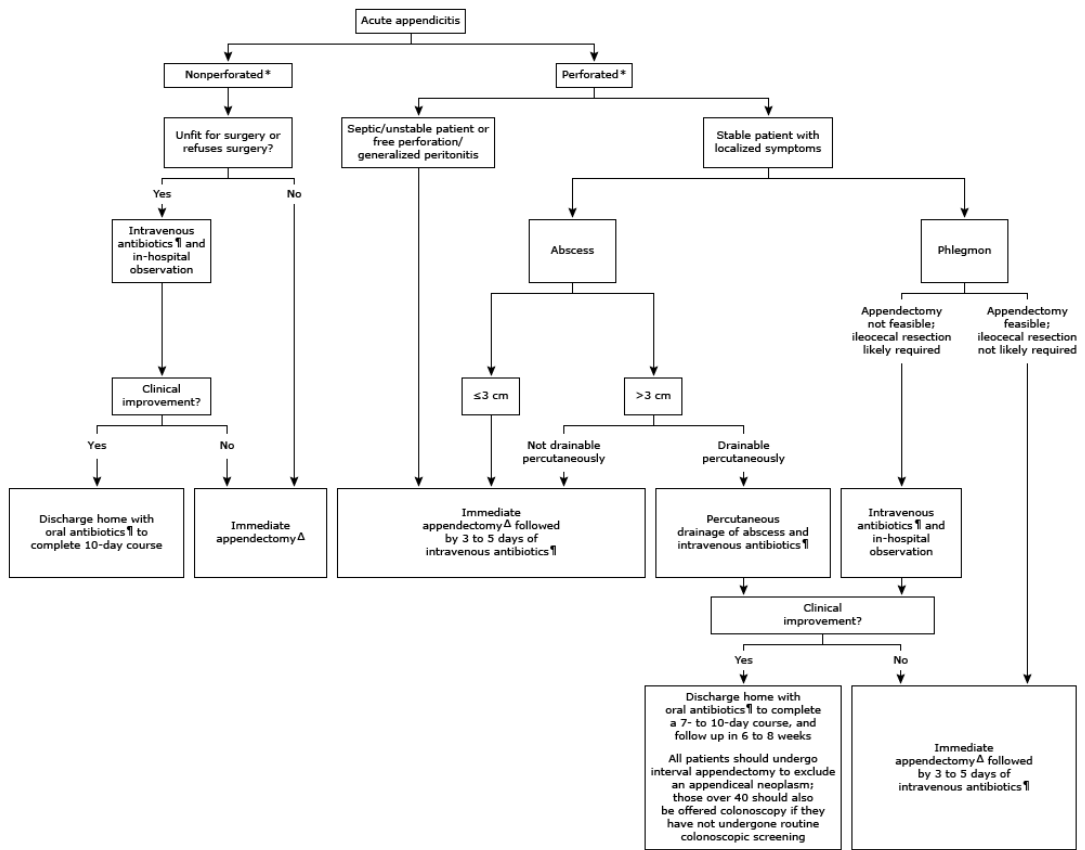 Acute appendicitis
Nonperforated*
Perforated*
Unfit for surgery or
refuses surgery?
Septic/unstable patient or
free perforation/
generalized peritonitis
Stable patient with
localized symptoms
Yes
No
Intravenous
antibiotics¶ and
in-hospital
observation
Abscess
Phlegmon
Appendectomy
not feasible;
ileocecal resection
likely required
Appendectomy
feasible;
ileocecal resection
not likely required
Clinical
improvement?
≤3 cm
>3 cm
Yes
No
Not drainable
percutaneously
Drainable
percutaneously
Discharge home with
oral antibiotics¶ to
complete 10-day course
Immediate
appendectomyΔ
Immediate
appendectomyΔ followed
by 3 to 5 days of
intravenous antibiotics¶
Percutaneous
drainage of abscess and
intravenous antibiotics¶
Intravenous
antibiotics¶ and
in-hospital
observation
Clinical
improvement?
Yes
No
Discharge home with
oral antibiotics¶ to complete
a 7- to 10-day course, and
follow up in 6 to 8 weeks
All patients should undergo
interval appendectomy to exclude
an appendiceal neoplasm;
those over 40 should also
be offered colonoscopy if they
have not undergone routine
colonoscopic screening
Immediate
appendectomyΔ followed
by 3 to 5 days of
intravenous antibiotics¶